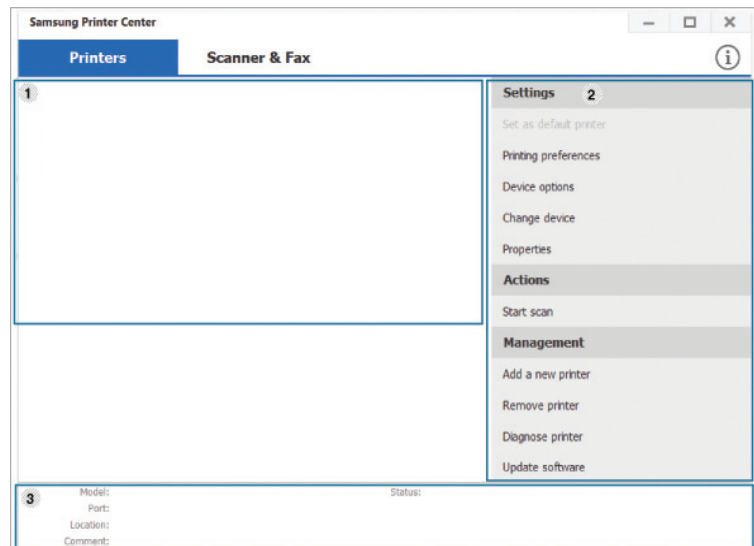 Samsung Printer Center
Printers Scanner & Fax
1
Settings 2
Set as default printer
Printing preferences
Device options
Change device
Properties
Actions
Start scan
Management
Add a new printer
Remove printer
Diagnose printer
Update software
3
Model: Status:
Port:
Location:
Comment: